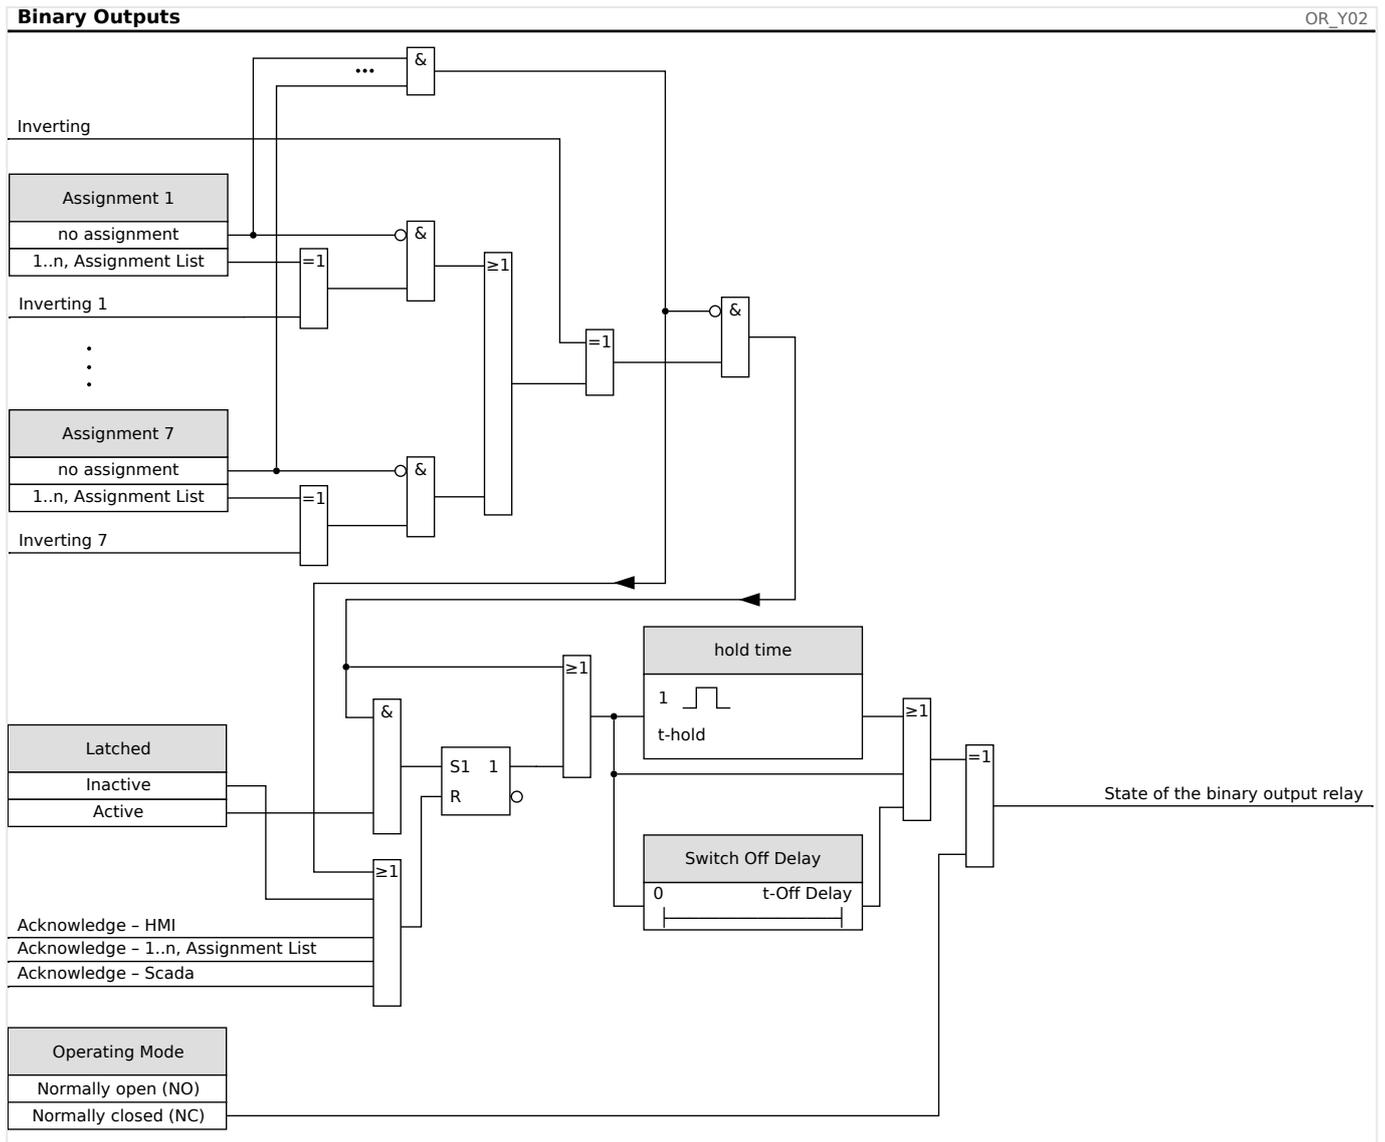 Binary Outputs
OR_Y02
&
...
Inverting
Assignment 1
no assignment
&
1..n, Assignment List
=1
≥1
Inverting 1
&
=1
Assignment 7
no assignment
&
1..n, Assignment List
=1
Inverting 7
hold time
≥1
1
t-hold
&
≥1
Latched
Inactive
Active
S1 1
R
=1
State of the binary output relay
Switch Off Delay
0 t-Off Delay
≥1
Acknowledge – HMI
Acknowledge – 1..n, Assignment List
Acknowledge – Scada
Operating Mode
Normally open (NO)
Normally closed (NC)